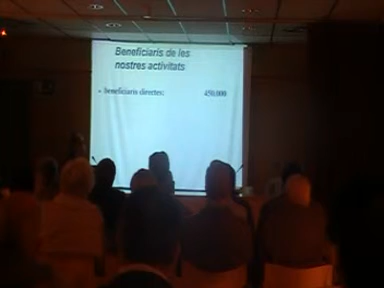 Beneficiaris de les
nostres activitats
- beneficiaris directes: 450.000